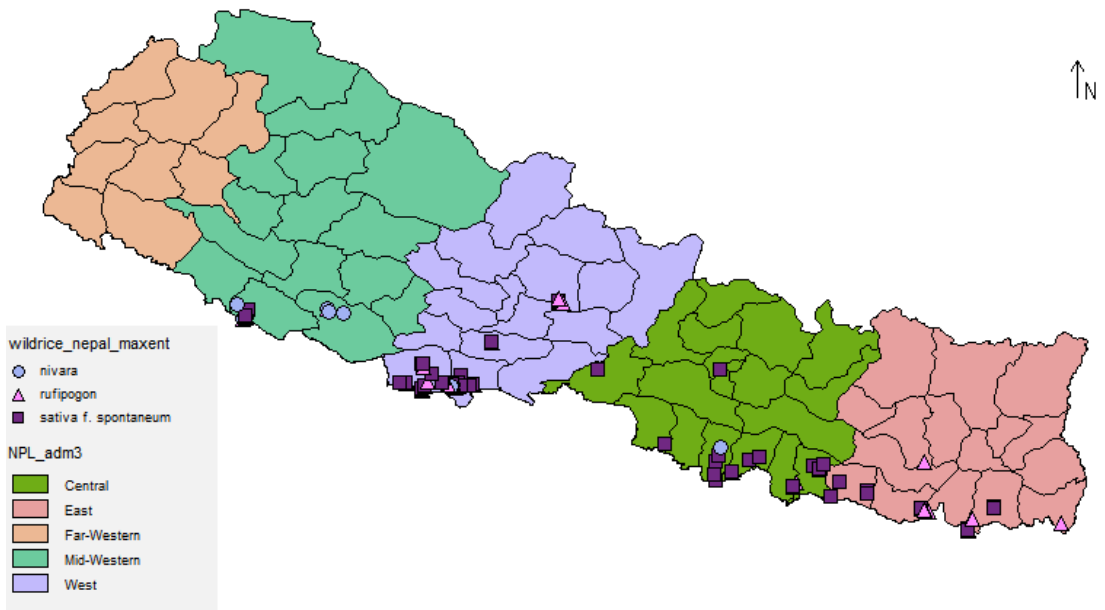 N
wildrice_nepal_maxent
nivara
rufipogon
sativa f. spontaneum
NPL_adm3
Central
East
Far-Western
Mid-Western
West